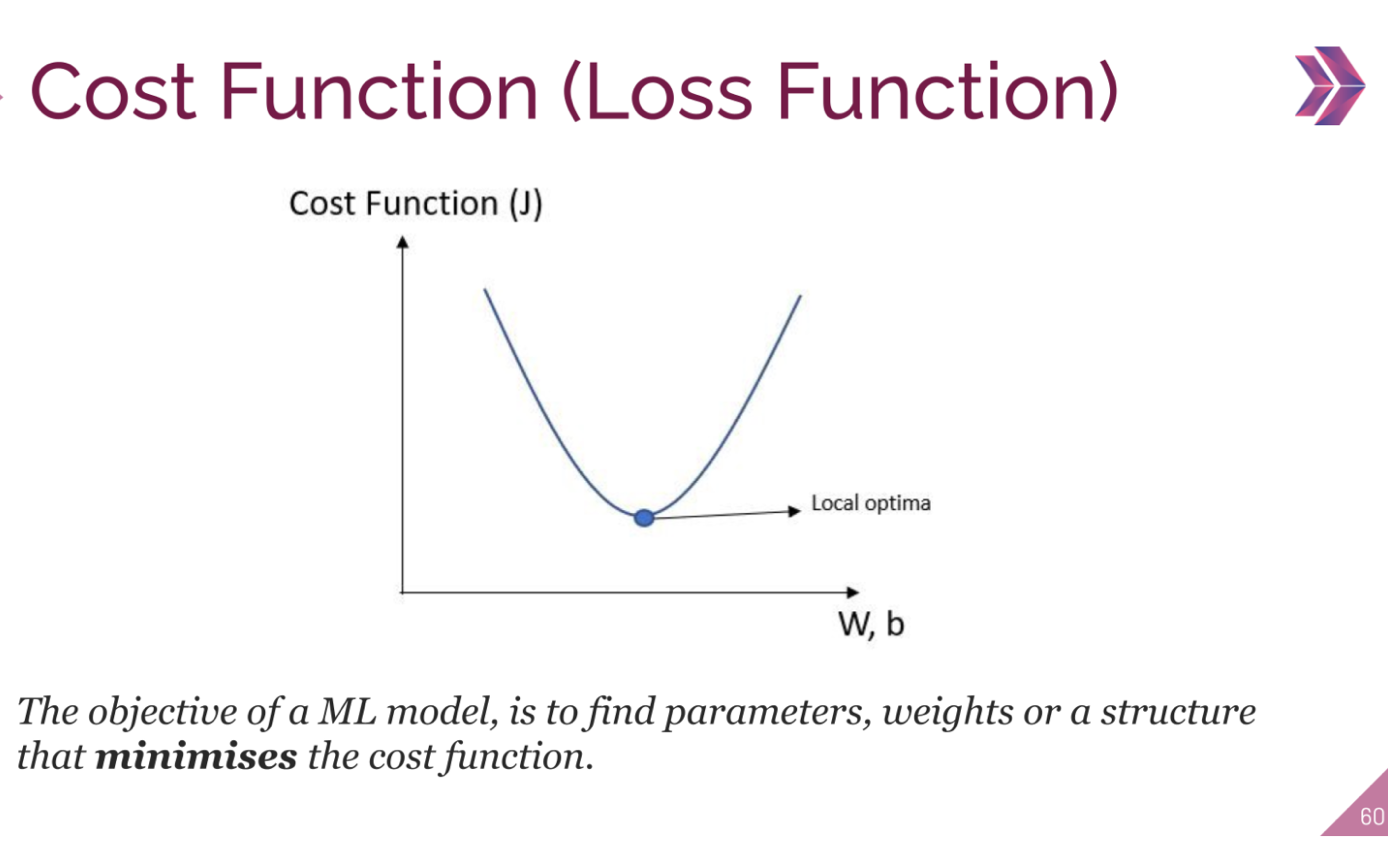 Cost Function (Loss Function)
Cost Function (J)
Local optima
W, b
The objective of a ML model, is to find parameters, weights or a structure
that minimises the cost function.
60